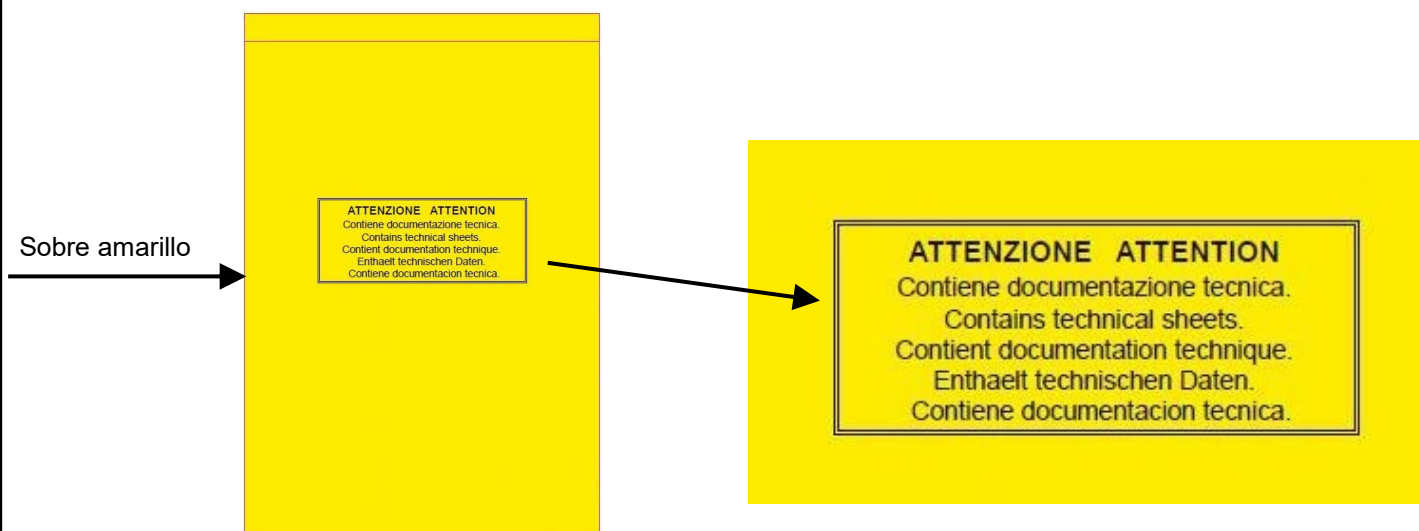 Sobre amarillo
ATTENZIONE ATTENTION
Contiene documentazione tecnica.
Contains technical sheets.
Contient documentation technique.
Enthaelt technischen Daten.
Contiene documentacion tecnica.
ATTENZIONE ATTENTION
Contiene documentazione tecnica.
Contains technical sheets.
Contient documentation technique.
Enthaelt technischen Daten.
Contiene documentacion tecnica.